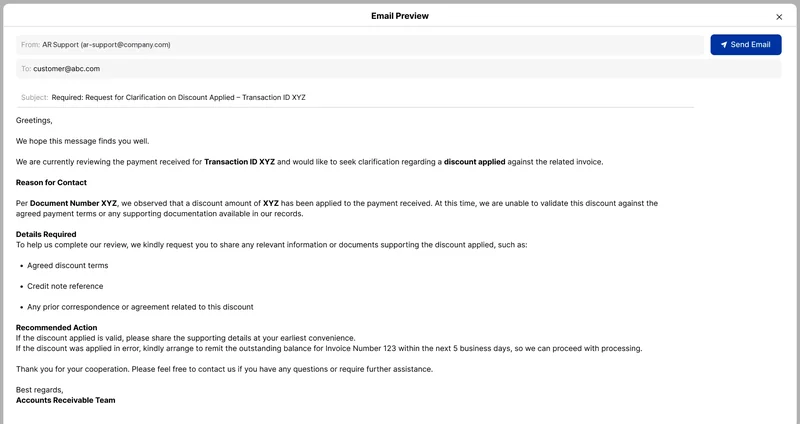 Email Preview
From: AR Support (ar-support@company.com)
Send Email
To: customer@abc.com
Subject: Required: Request for Clarification on Discount Applied – Transaction ID XYZ
Greetings,
We hope this message finds you well.
We are currently reviewing the payment received for Transaction ID XYZ and would like to seek clarification regarding a discount applied against the related invoice.
Reason for Contact
Per Document Number XYZ, we observed that a discount amount of XYZ has been applied to the payment received. At this time, we are unable to validate this discount against the
agreed payment terms or any supporting documentation available in our records.
Details Required
To help us complete our review, we kindly request you to share any relevant information or documents supporting the discount applied, such as:
• Agreed discount terms
• Credit note reference
• Any prior correspondence or agreement related to this discount
Recommended Action
If the discount applied is valid, please share the supporting details at your earliest convenience.
If the discount was applied in error, kindly arrange to remit the outstanding balance for Invoice Number 123 within the next 5 business days, so we can proceed with processing.
Thank you for your cooperation. Please feel free to contact us if you have any questions or require further assistance.
Best regards,
Accounts Receivable Team